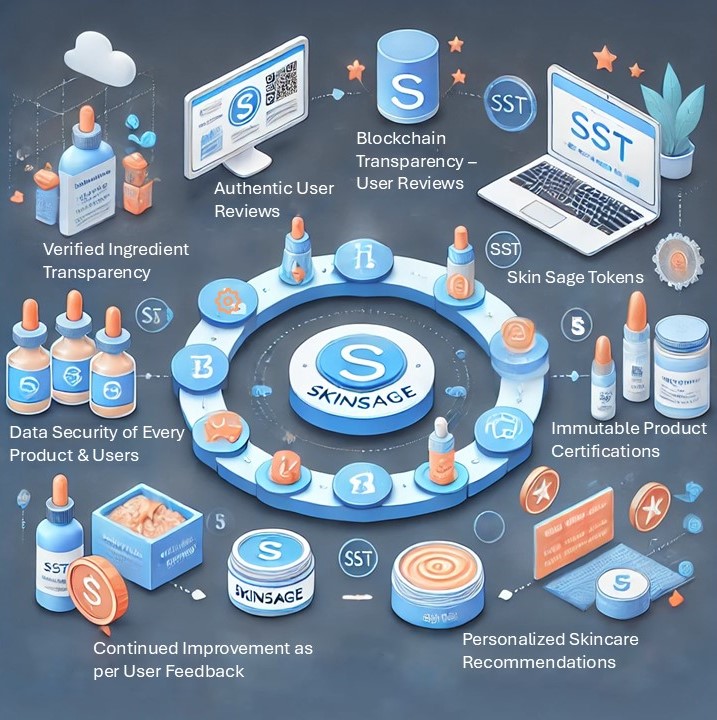 S
SST
SST
Blockchain
Transparency –
User Reviews
Authentic User
Reviews
Verified Ingredient
Transparency
SST
Skin Sage Tokens
S
SKINSAGE
Data Security of Every
Product & Users
Immutable Product
Certifications
SST
S
S
SKINSAGE
SST
S
Continued Improvement as
per User Feedback
Personalized Skincare
Recommendations